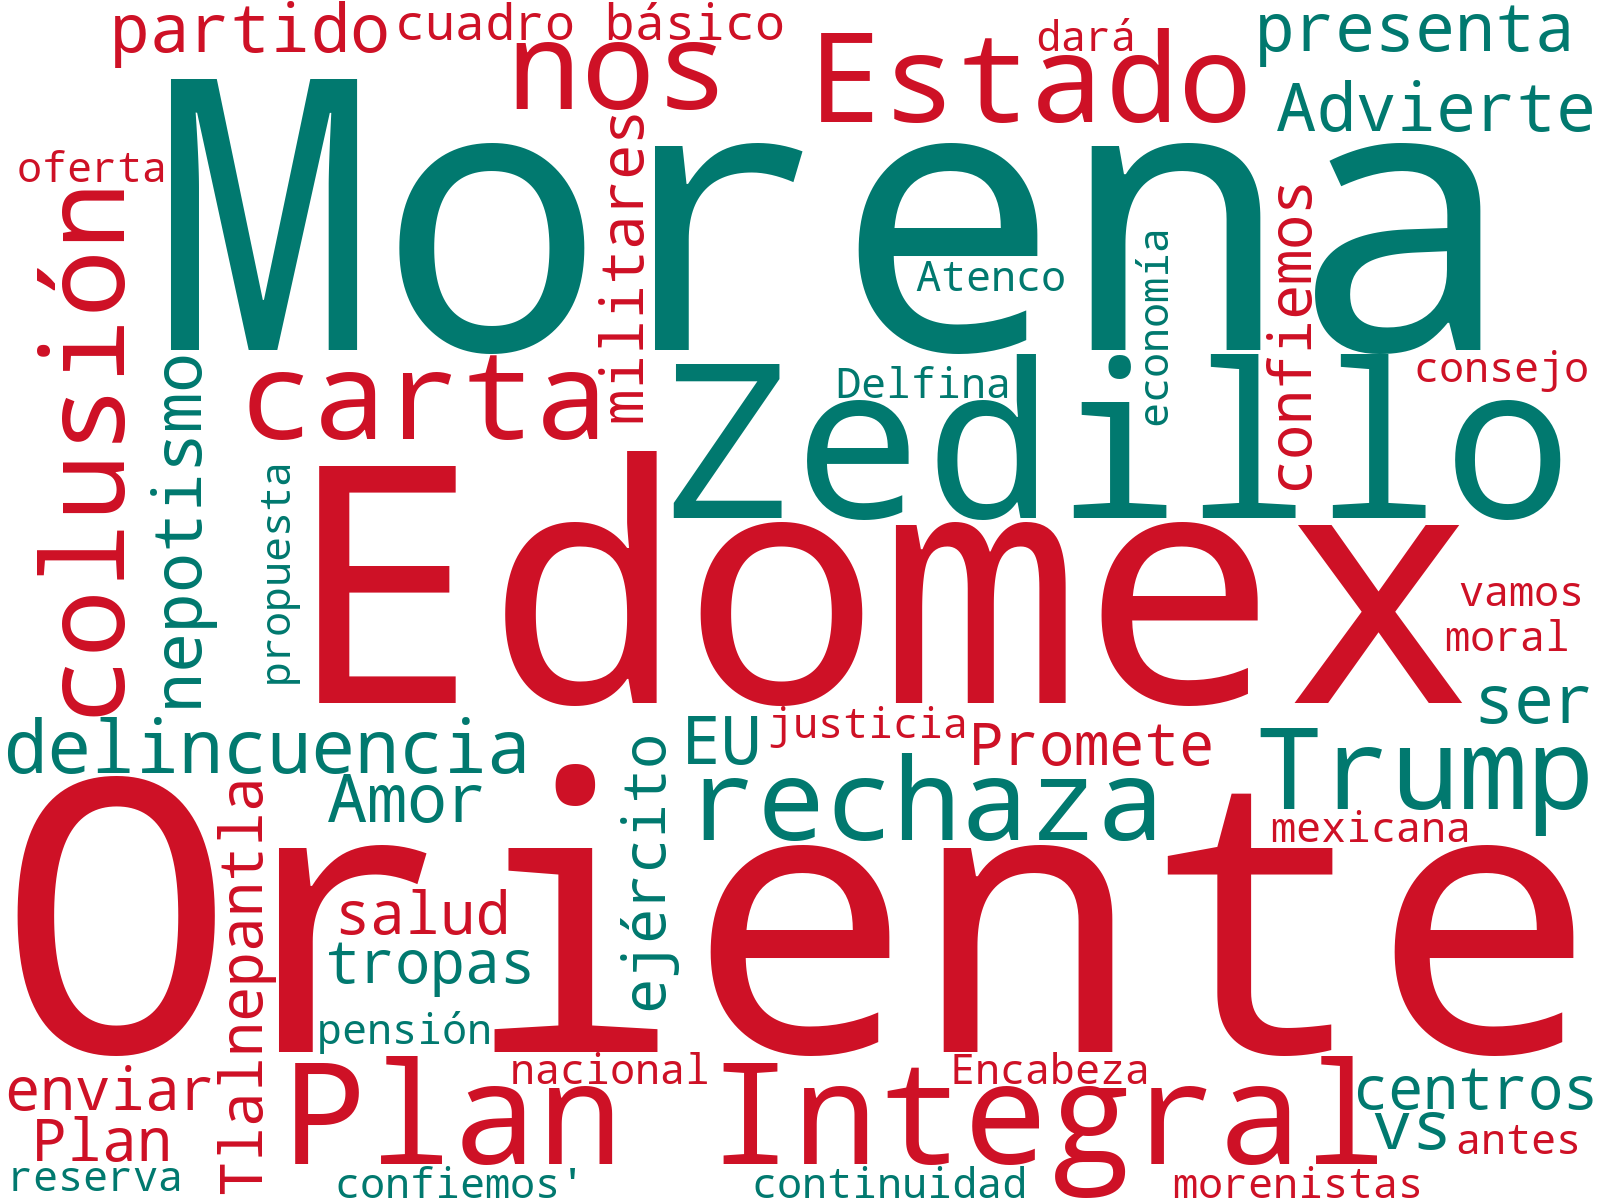 partido
cuadro básico
nos
Estado
dará
presenta
Advierte
oferta
Morena
militares
colusión
Atenco
economía
confiemos
nepotismo
carta
Delfina
Zedillo
consejo
propuesta
Edomex
vamos
moral
ser
delincuencia
EU
justicia
Promete
Trump
Amor
ejército
rechaza
mexicana
Tlalnepantla
Oriente
salud
tropas
pensión
enviar
Plan Integral
nacional
Encabeza
centros
Plan
vs
antes
reserva
confiemos'
continuidad
morenistas